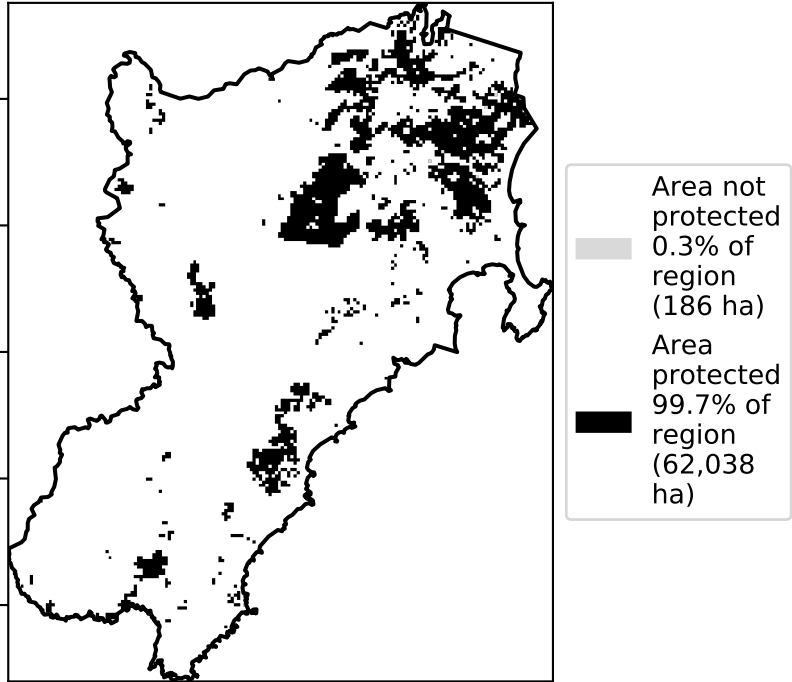 Area not
protected
0.3% of
region
(186 ha)
Area
protected
99.7% of
region
(62,038
ha)